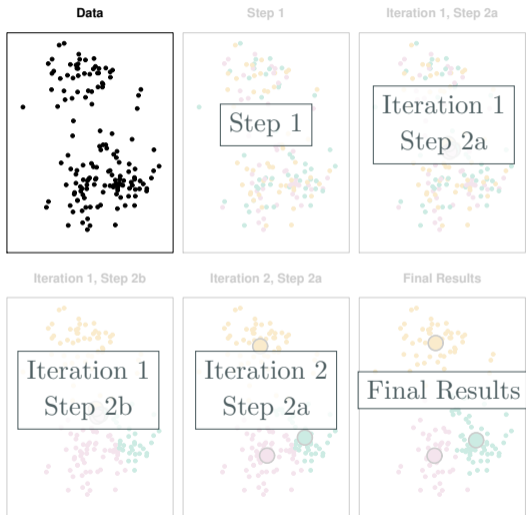 Data
Step 1
Iteration 1, Step 2a
Step 1
Iteration 1
Step 2a
Iteration 1, Step 2b
Iteration 2, Step 2a
Final Results
Iteration 1
Step 2b
Iteration 2
Step 2a
Final Results